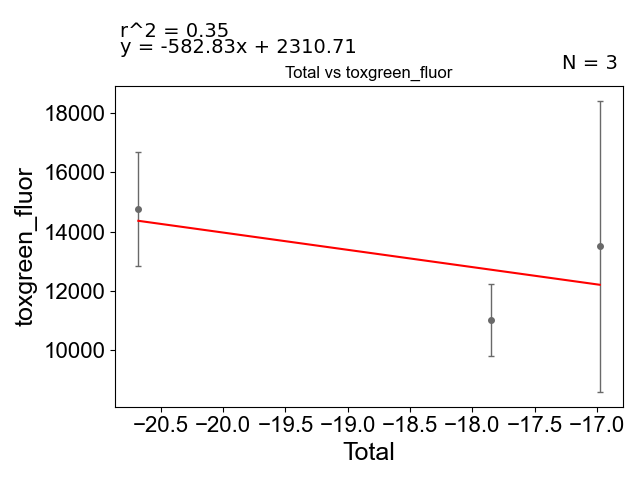 r^2 = 0.35
y = -582.83x + 2310.71
N = 3
Total vs toxgreen_fluor
18000
16000
14000
12000
10000
toxgreen_fluor
−20.5 −20.0 −19.5 −19.0 −18.5 −18.0 −17.5 −17.0
Total